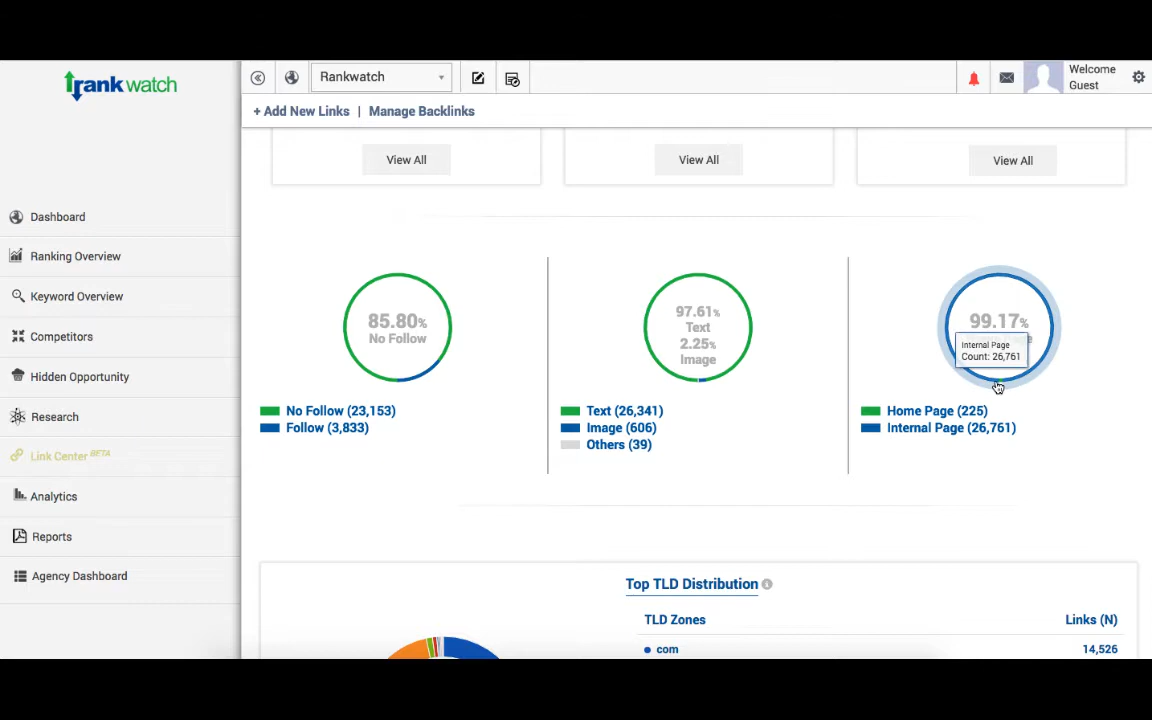 rankwatch
Rankwatch
Welcome
Guest
+ Add New Links | Manage Backlinks
View All
View All
View All
Dashboard
Ranking Overview
Keyword Overview
Competitors
Hidden Opportunity
Research
Link Center BETA
Analytics
Reports
Agency Dashboard
85.80%
No Follow
No Follow (23,153)
Follow (3,833)
97.61%
Text
2.25%
Image
Text (26,341)
Image (606)
Others (39)
99.17%
Internal Page
Count: 26,761
Home Page (225)
Internal Page (26,761)
Top TLD Distribution
TLD Zones Links (N)
com 14,526